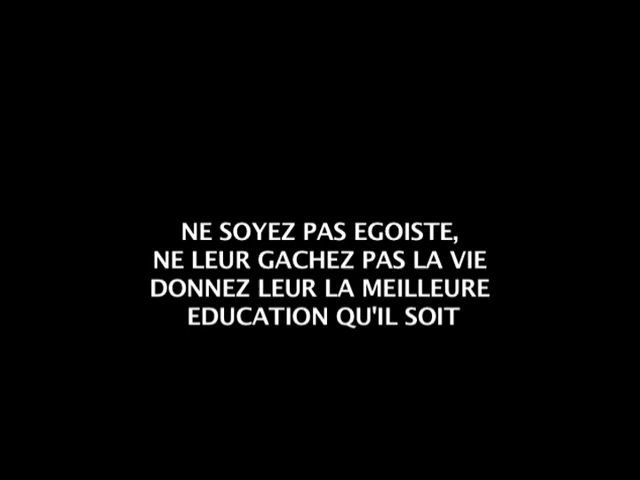 NE SOYEZ PAS EGOISTE,
NE LEUR GACHEZ PAS LA VIE
DONNEZ LEUR LA MEILLEURE
EDUCATION QU'IL SOIT